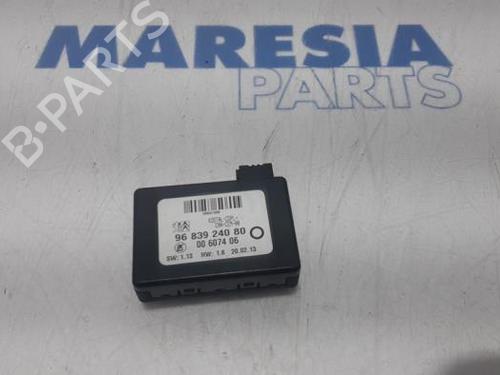 MARESIA
PARTS
B-PARTS
96 839 240 80
00 6074 06
SW: 1.13 HW: 1.6 20.02.13